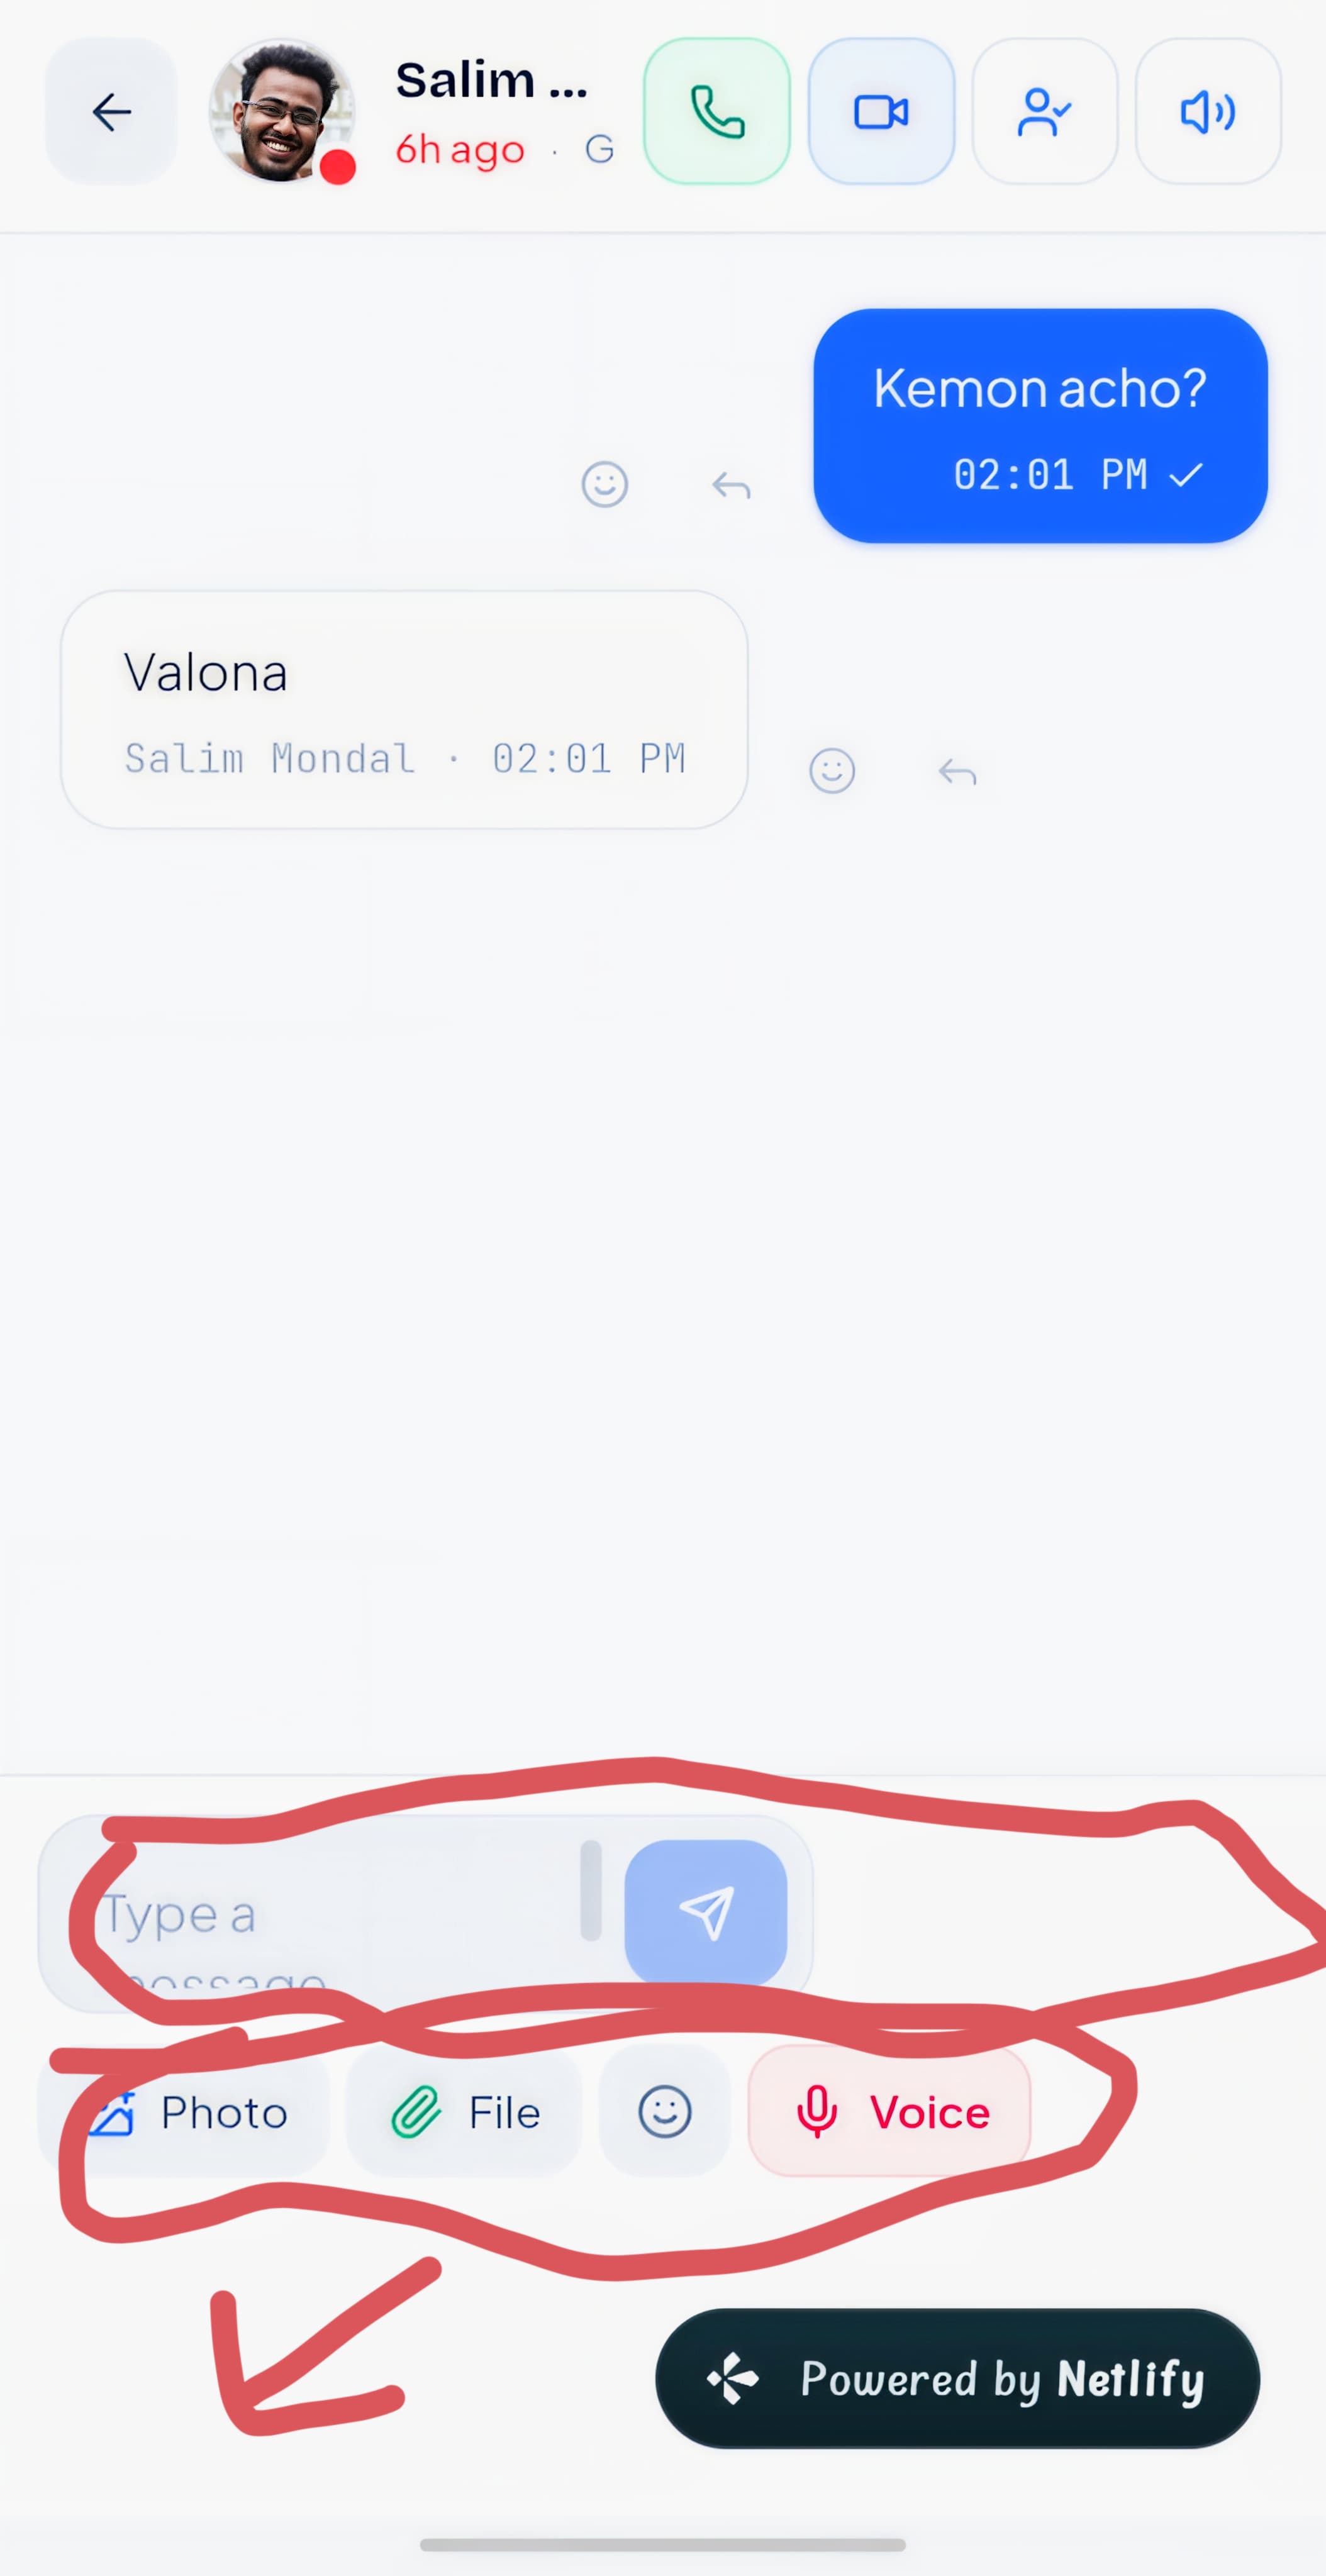 Salim ...
6h ago · G
Kemon acho?
02:01 PM
Valona
Salim Mondal · 02:01 PM
Type a
message
Photo
File
Voice
Powered by Netlify